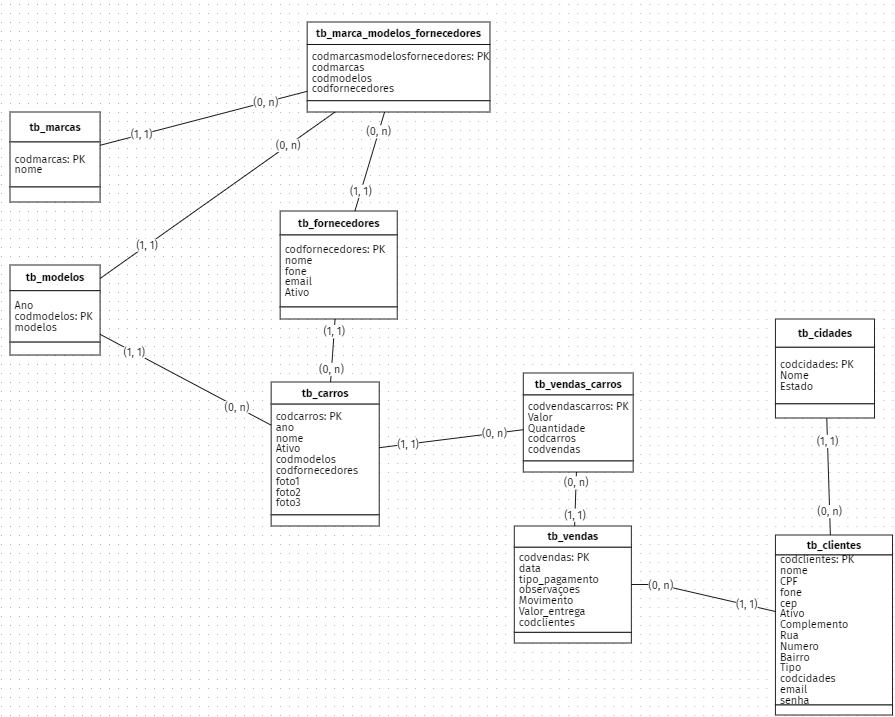 tb_marca_modelos_fornecedores
codmarcasmodelosfornecedores: PK
codmarcas
codmodelos
codfornecedores
(0, n)
(1, 1)
(0, n)
(0, n)
(1, 1)
(1, 1)
tb_marcas
codmarcas: PK
nome
tb_fornecedores
codfornecedores: PK
nome
fone
email
Ativo
tb_modelos
Ano
codmodelos: PK
modelos
(1, 1)
(0, n)
(1, 1)
(0, n)
tb_carros
codcarros: PK
ano
nome
Ativo
codmodelos
codfornecedores
foto1
foto2
foto3
(1, 1)
(0, n)
tb_vendas_carros
codvendascarros: PK
Valor
Quantidade
codcarros
codvendas
(0, n)
(1, 1)
tb_vendas
codvendas: PK
data
tipo_pagamento
observaçoes
Movimento
Valor_entrega
codclientes
(0, n)
(1, 1)
tb_cidades
codcidades: PK
Nome
Estado
(1, 1)
(0, n)
tb_clientes
codclientes: PK
nome
CPF
fone
cep
Ativo
Complemento
Rua
Numero
Bairro
Tipo
codcidades
email
senha